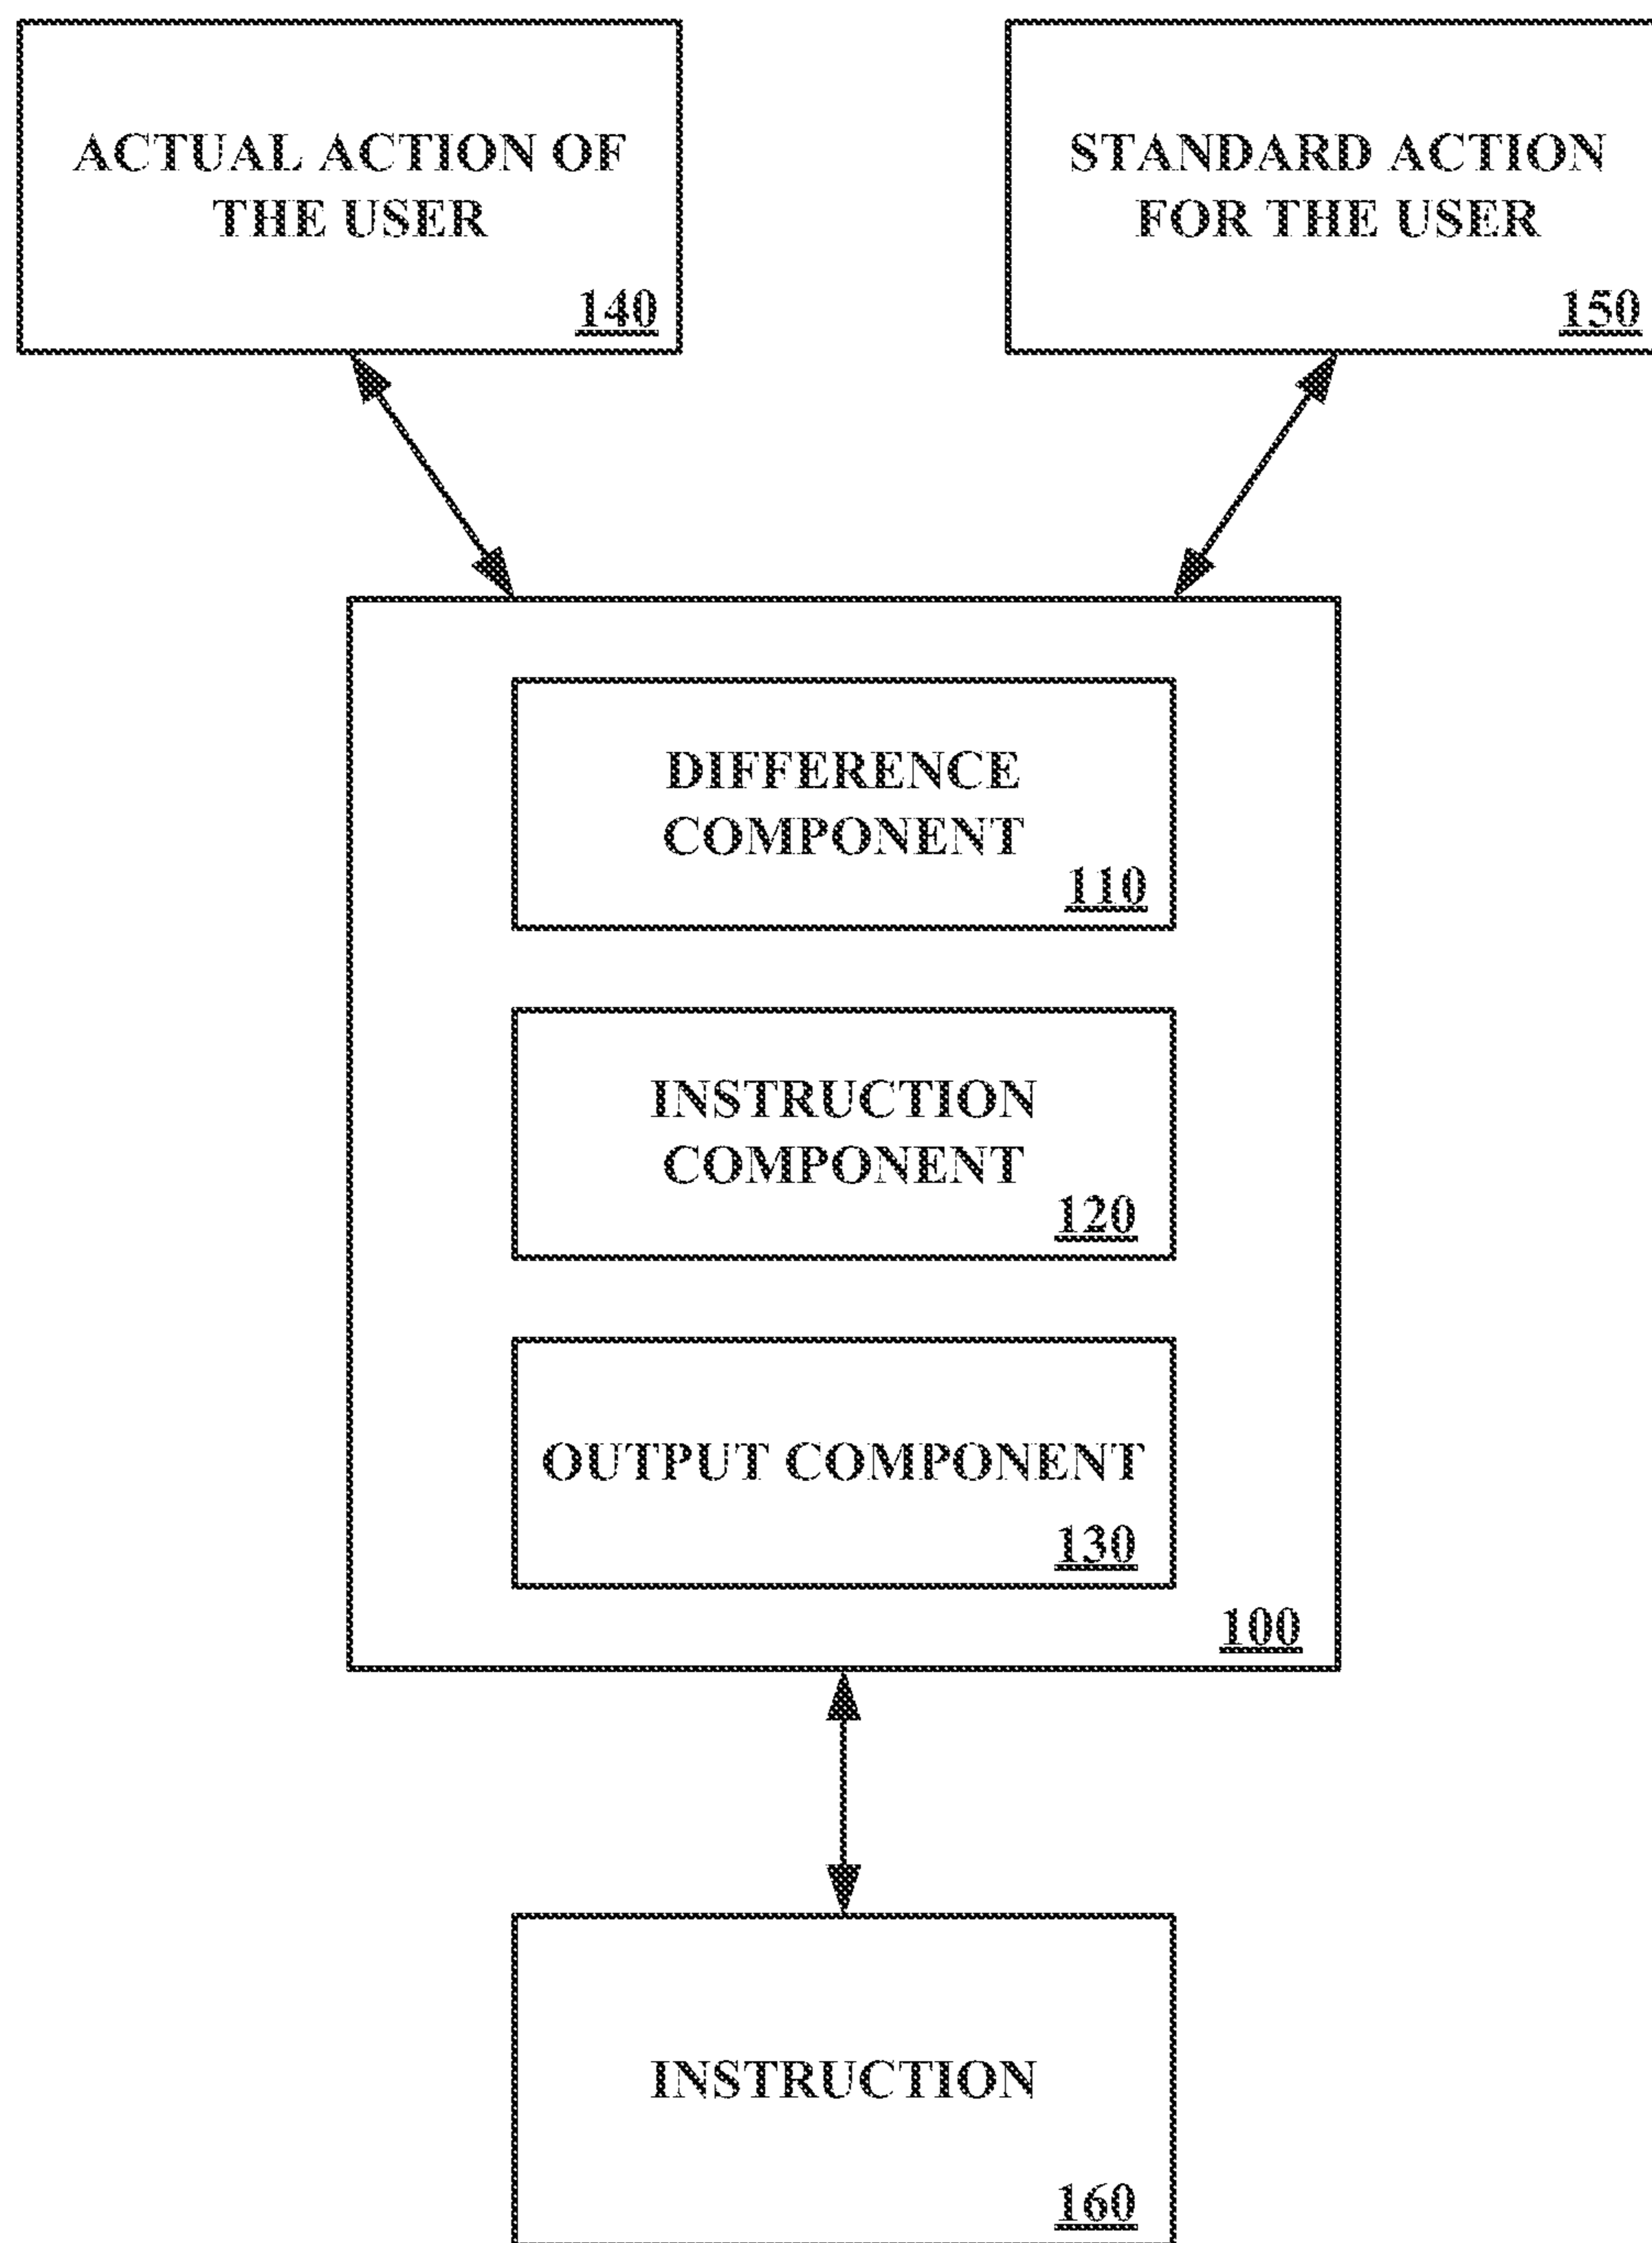 ACTUAL ACTION OF
THE USER
140
STANDARD ACTION
FOR THE USER
150
DIFFERENCE
COMPONENT
110
INSTRUCTION
COMPONENT
120
OUTPUT COMPONENT
130
100
INSTRUCTION
160